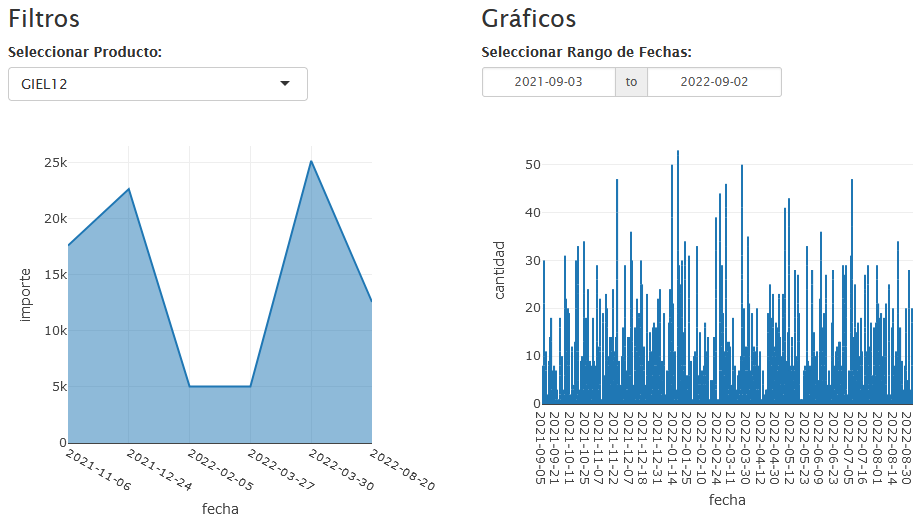 Filtros
Seleccionar Producto:
GIEL12
25k
20k
15k
10k
5k
0
importe
2021-11-06
2021-12-24
2022-02-05
2022-03-27
2022-03-30
2022-08-20
fecha
Gráficos
Seleccionar Rango de Fechas:
2021-09-03 to 2022-09-02
50
40
30
20
10
0
cantidad
2021-09-05
2021-09-21
2021-10-11
2021-10-25
2021-11-07
2021-11-22
2021-12-07
2021-12-18
2021-12-31
2022-01-14
2022-01-25
2022-02-10
2022-02-24
2022-03-11
2022-03-30
2022-04-12
2022-04-30
2022-05-12
2022-05-23
2022-06-06
2022-06-18
2022-07-05
2022-07-16
2022-08-01
2022-08-14
2022-08-30
fecha